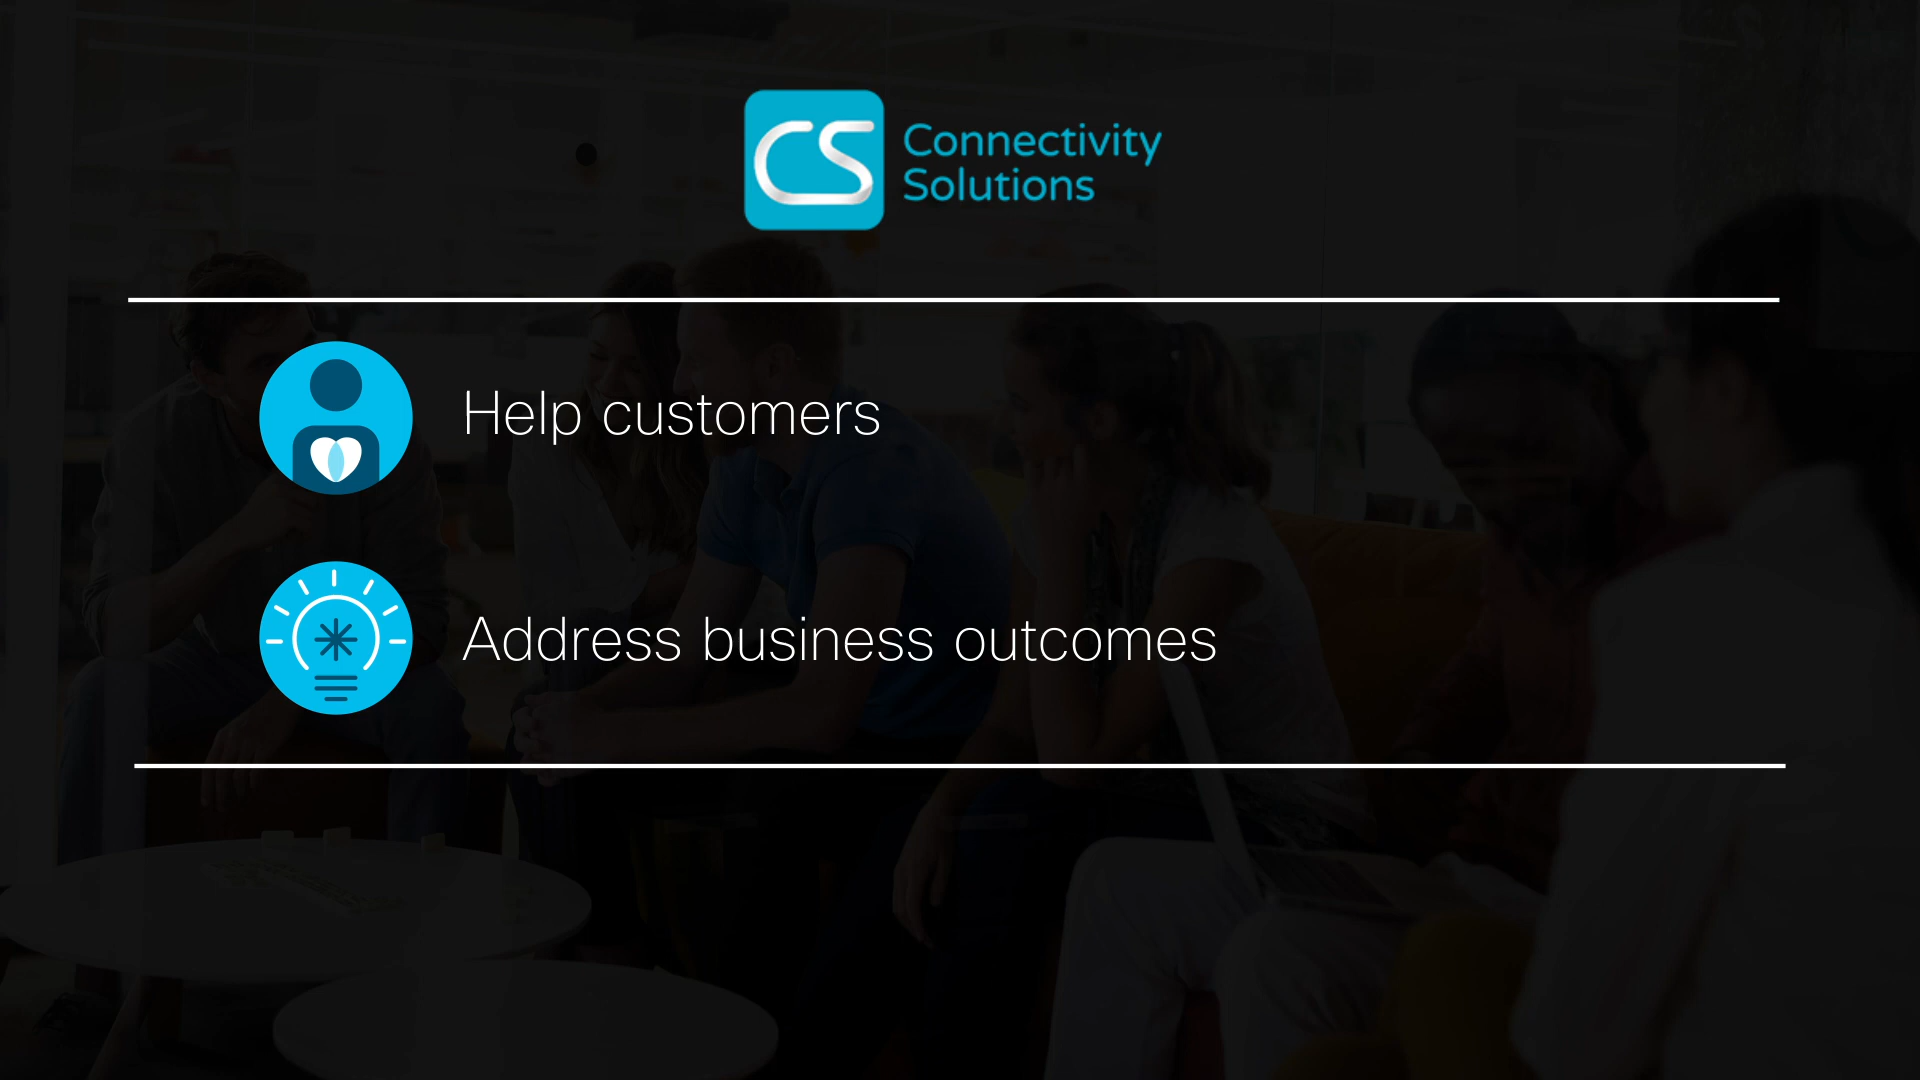 CS
Connectivity
Solutions
Help customers
Address business outcomes